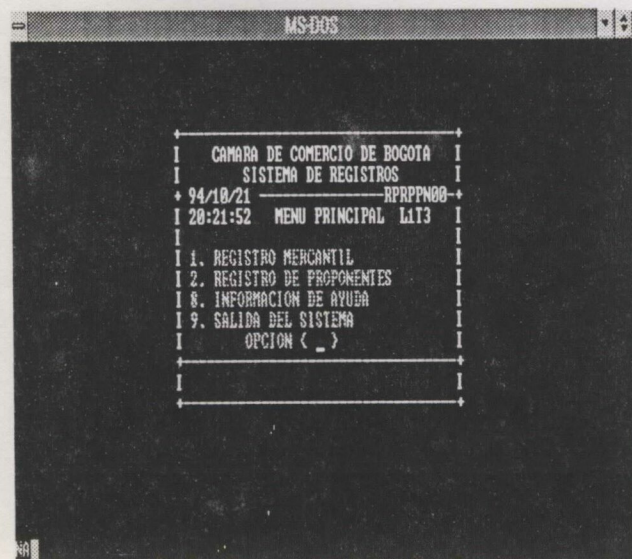 MS-DOS
CAMARA DE COMERCIO DE BOGOTA
SISTEMA DE REGISTROS
94/10/21 RPRPPN00
20:21:52 MENU PRINCIPAL L1T3
1. REGISTRO MERCANTIL
2. REGISTRO DE PROPONENTES
8. INFORMACION DE AYUDA
9. SALIDA DEL SISTEMA
OPCION { _ }
NA